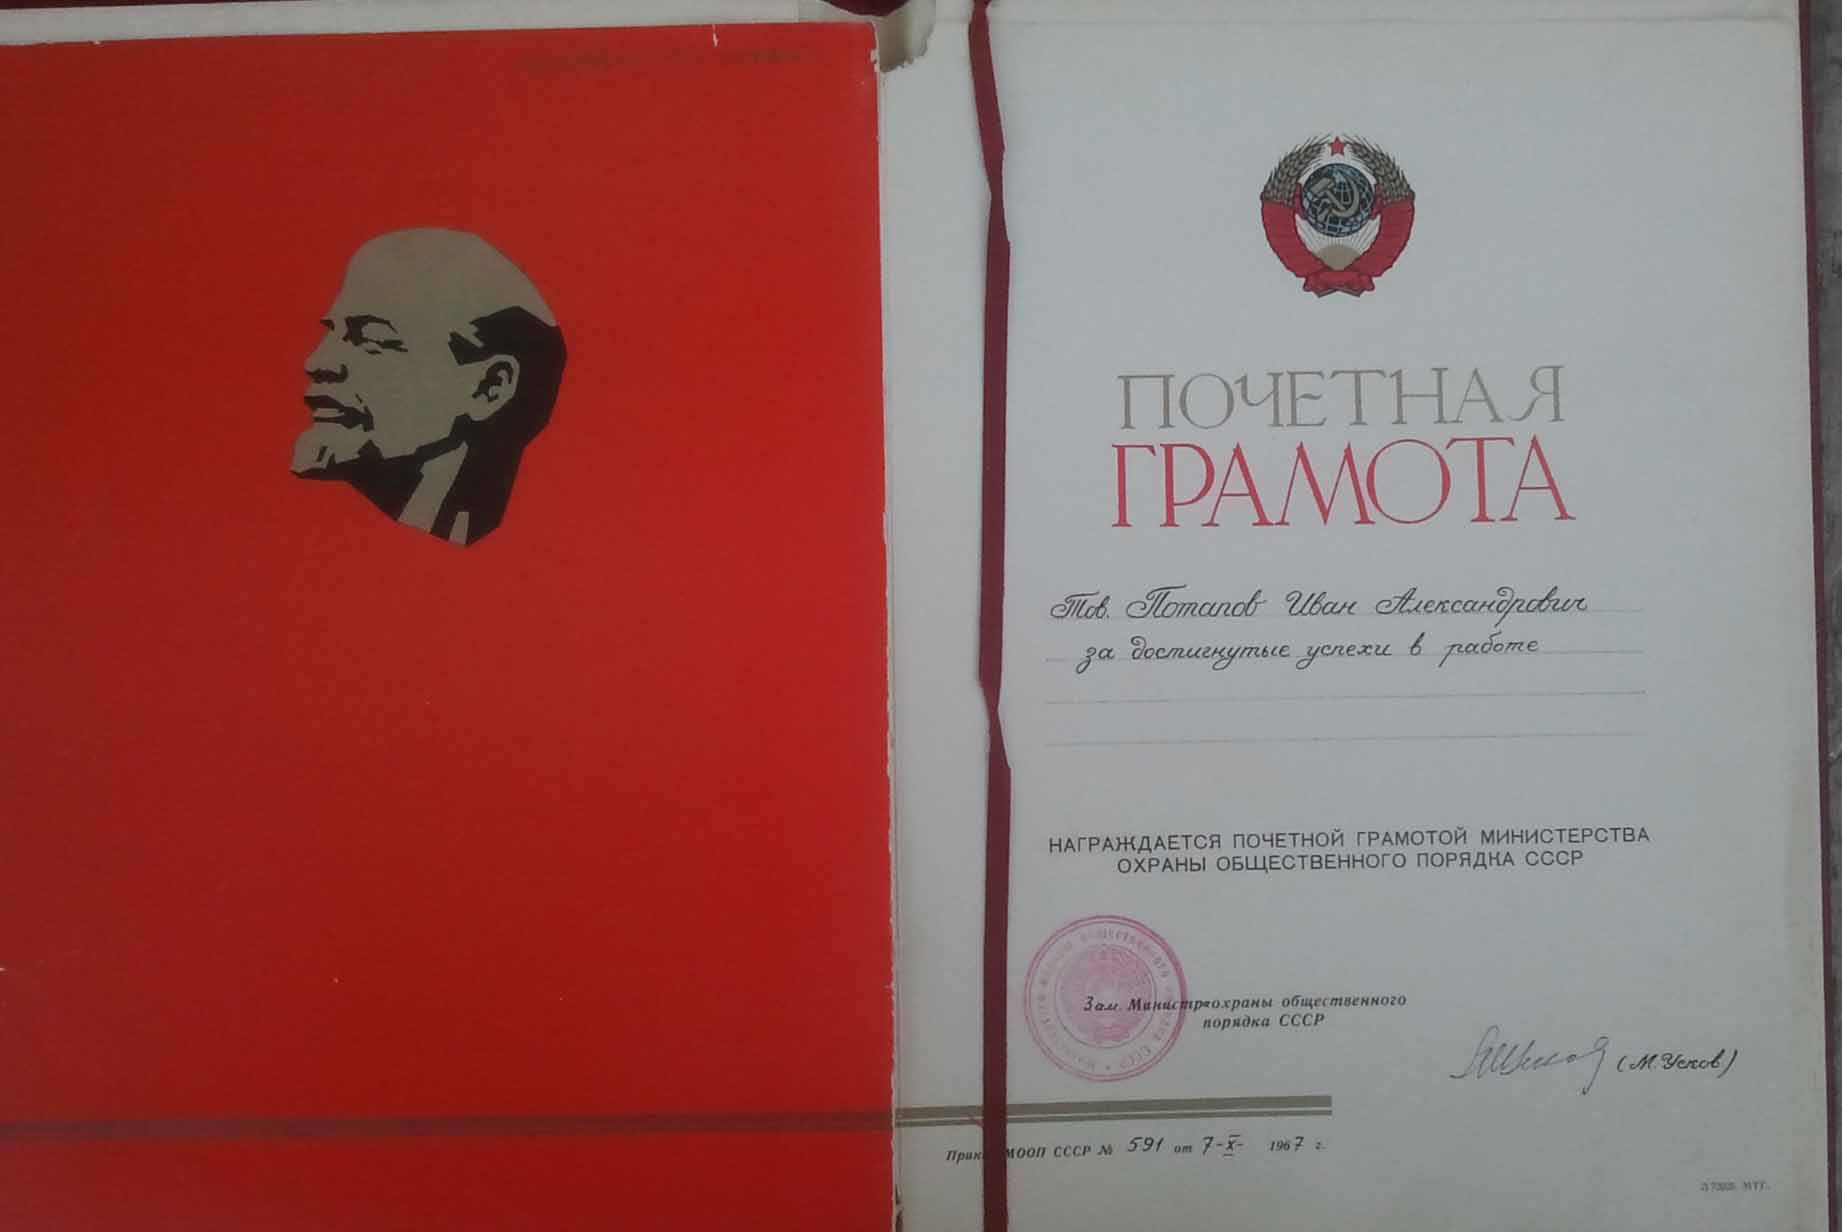 ПОЧЕТНАЯ
ГРАМОТА
Тов. Потапов Иван Александрович
за достигнутые успехи в работе
НАГРАЖДАЕТСЯ ПОЧЕТНОЙ ГРАМОТОЙ МИНИСТЕРСТВА
ОХРАНЫ ОБЩЕСТВЕННОГО ПОРЯДКА СССР
Зам. Министра охраны общественного
порядка СССР
(М. Усков)
МООП СССР № 591 от 7-X- 1967 г.